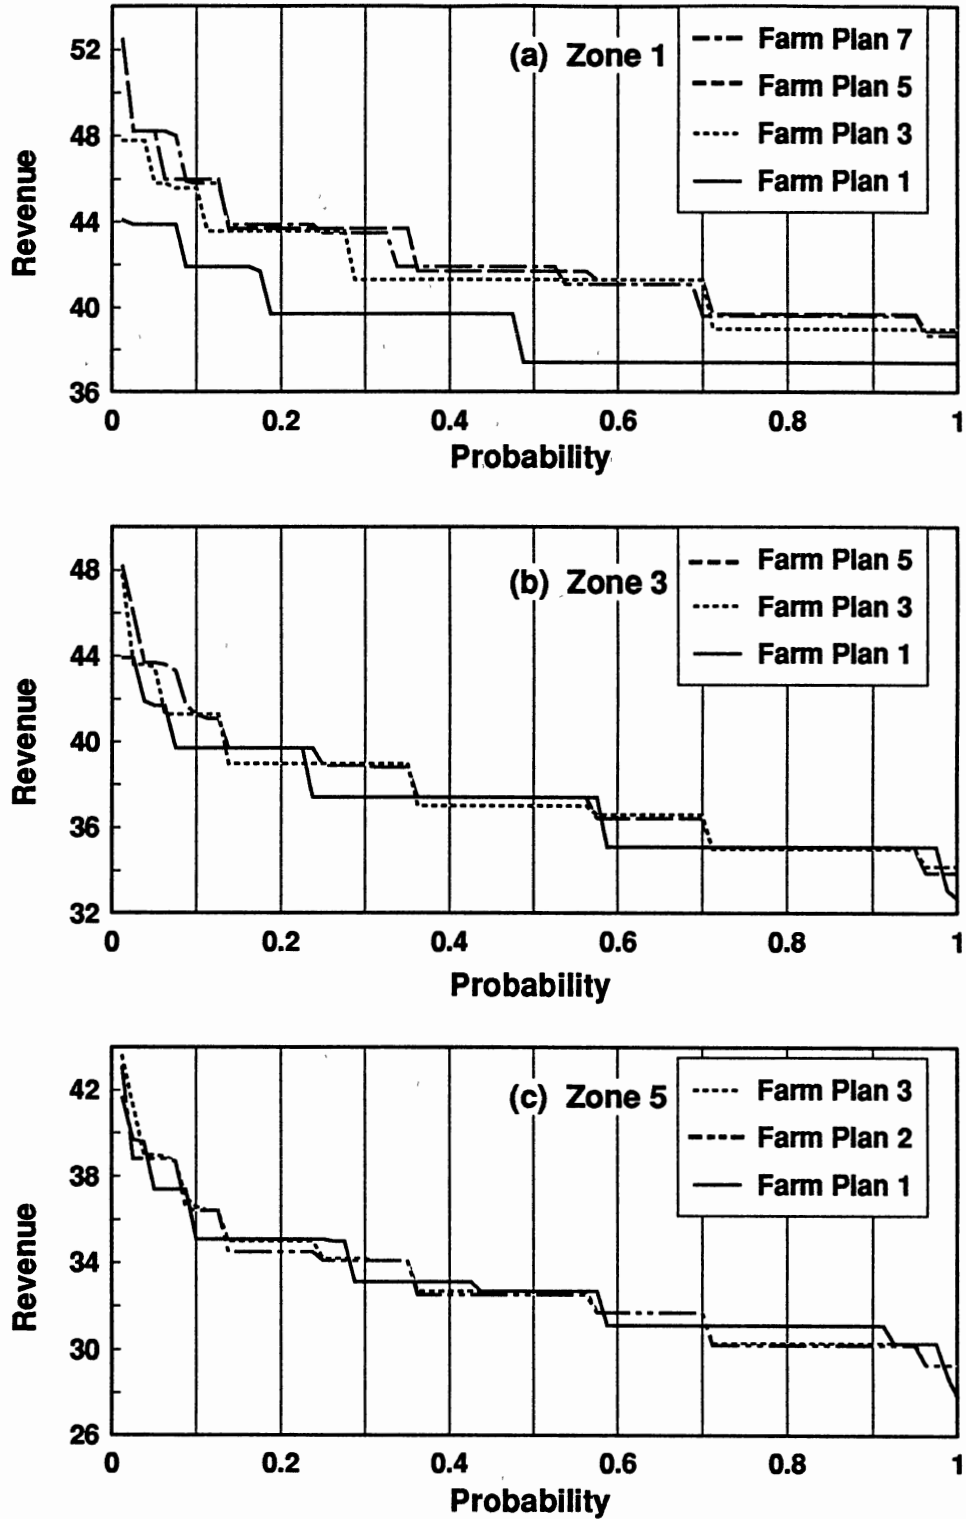 (a) Zone 1
Farm Plan 7
Farm Plan 5
Farm Plan 3
Farm Plan 1
Revenue
52
48
44
40
36
0 0.2 0.4 0.6 0.8 1
Probability
(b) Zone 3
Farm Plan 5
Farm Plan 3
Farm Plan 1
Revenue
48
44
40
36
32
0 0.2 0.4 0.6 0.8 1
Probability
(c) Zone 5
Farm Plan 3
Farm Plan 2
Farm Plan 1
Revenue
42
38
34
30
26
0 0.2 0.4 0.6 0.8 1
Probability